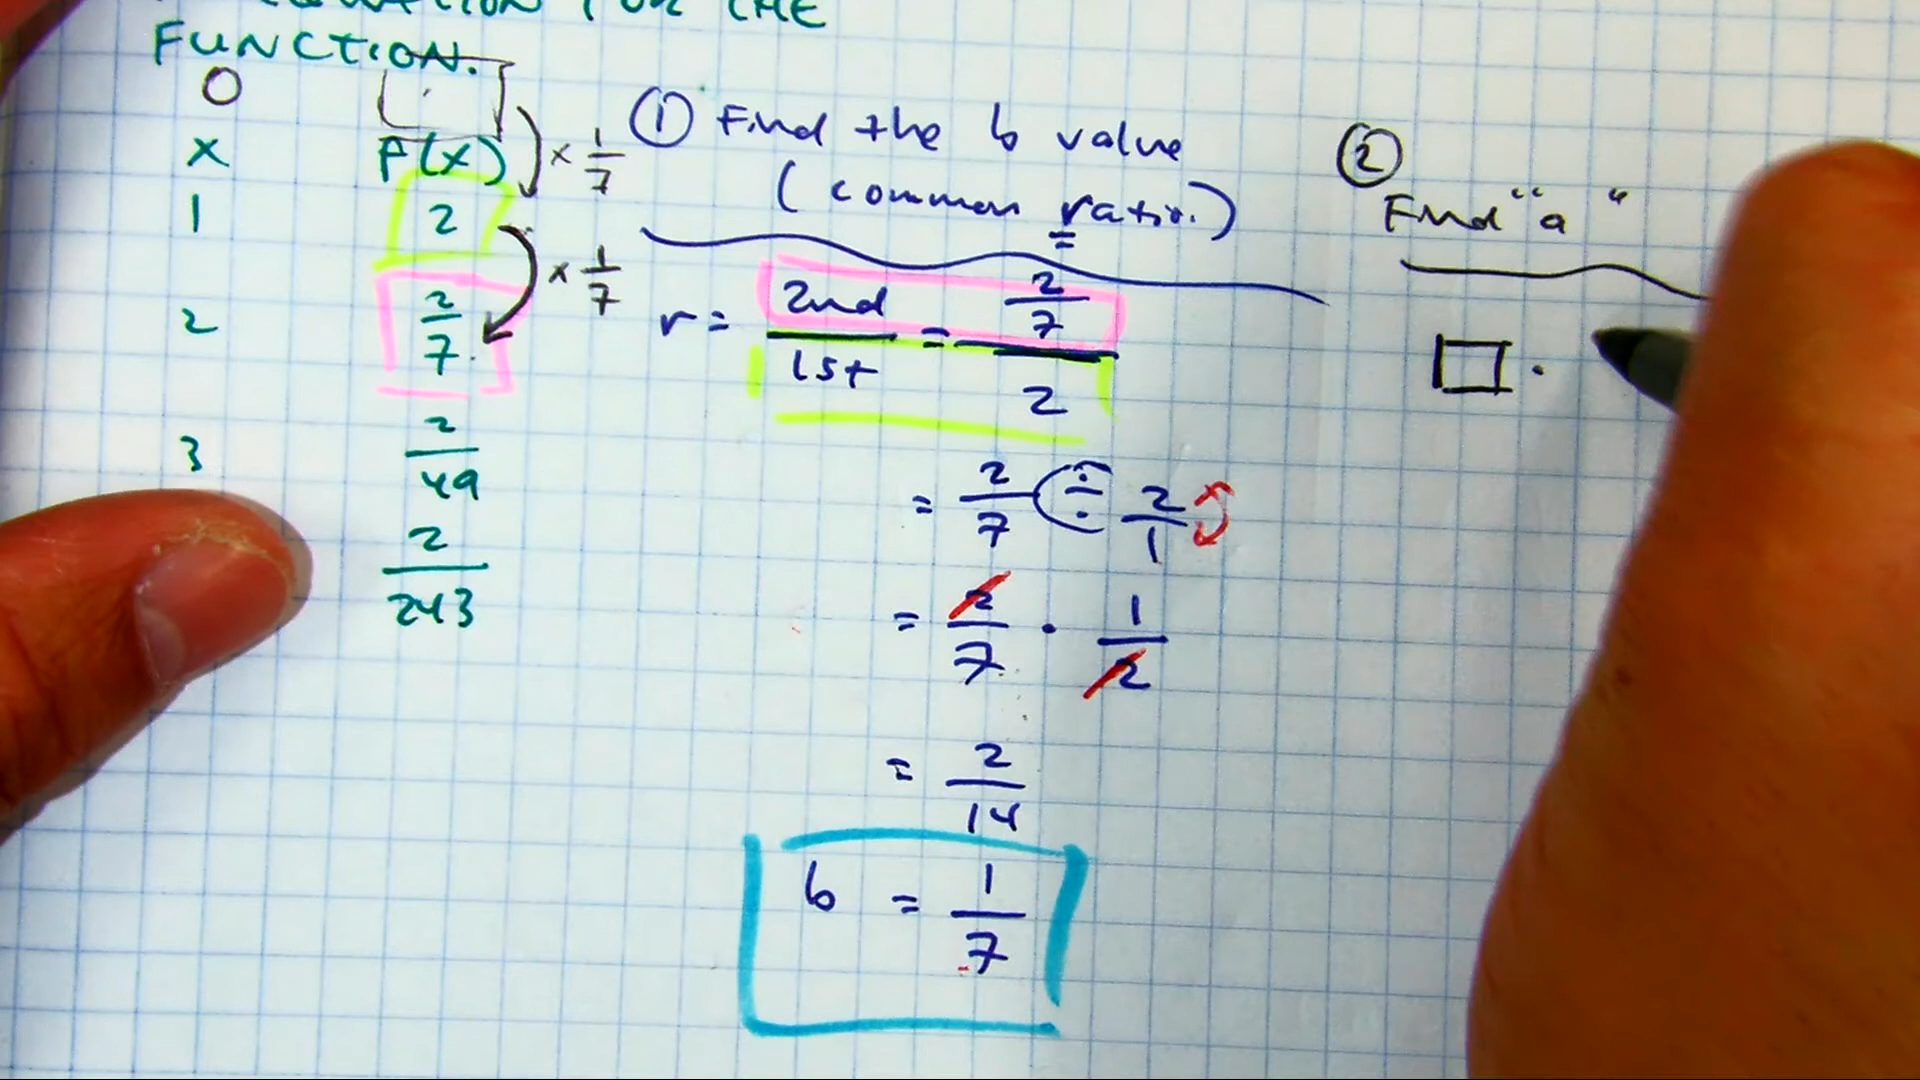 FOR THE
FUNCTION.
0
x F(x) × 1/7
1 2
× 1/7
2 2/7
3 2/49
2/243
① Find the b value
(common ratio.)
r = 2nd/1st = 2/7/2
= 2/7 ÷ 2/1
= 2/7 · 1/2
= 2/14
b = 1/7
②
Find "a"
□ ·